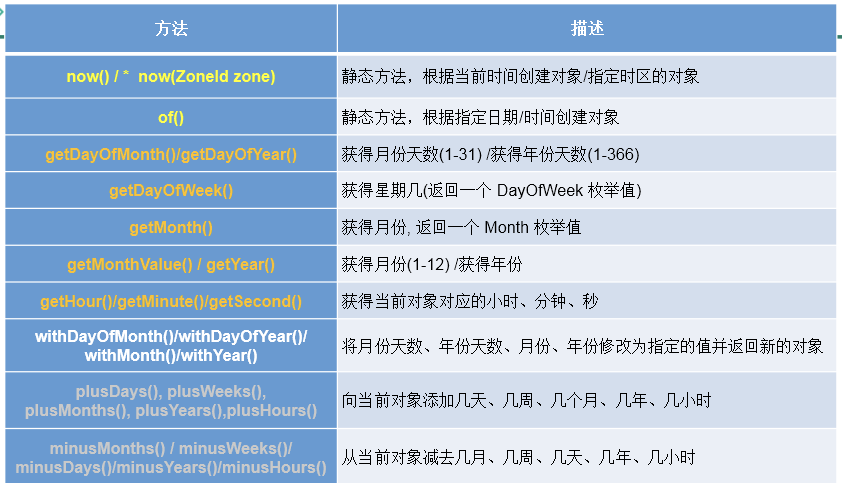 方法
描述
now() / *  now(ZoneId zone)
静态方法，根据当前时间创建对象/指定时区的对象
of()
静态方法，根据指定日期/时间创建对象
getDayOfMonth()/getDayOfYear()
获得月份天数(1-31) /获得年份天数(1-366)
getDayOfWeek()
获得星期几(返回一个 DayOfWeek 枚举值)
getMonth()
获得月份, 返回一个 Month 枚举值
getMonthValue() / getYear()
获得月份(1-12) /获得年份
getHour()/getMinute()/getSecond()
获得当前对象对应的小时、分钟、秒
withDayOfMonth()/withDayOfYear()/
withMonth()/withYear()
将月份天数、年份天数、月份、年份修改为指定的值并返回新的对象
plusDays(), plusWeeks(),
plusMonths(), plusYears(),plusHours()
向当前对象添加几天、几周、几个月、几年、几小时
minusMonths() / minusWeeks()/
minusDays()/minusYears()/minusHours()
从当前对象减去几月、几周、几天、几年、几小时